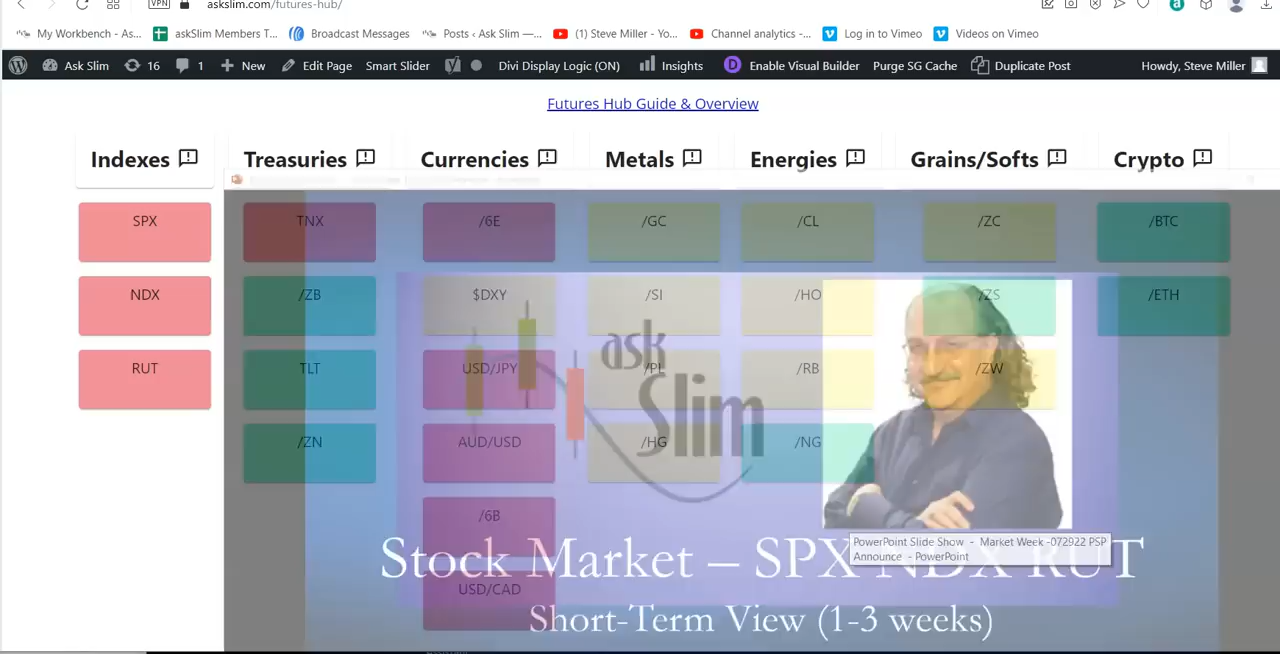 VPN askslim.com/futures-hub/
My Workbench - As... askSlim Members T... Broadcast Messages Posts ‹ Ask Slim —... (1) Steve Miller - Yo... Channel analytics -... Log in to Vimeo Videos on Vimeo
Ask Slim 16 1 New Edit Page Smart Slider Divi Display Logic (ON) Insights D Enable Visual Builder Purge SG Cache Duplicate Post Howdy, Steve Miller
Futures Hub Guide & Overview
Indexes Treasuries Currencies Metals Energies Grains/Softs Crypto
SPX TNX /6E /GC /CL /ZC /BTC
NDX /ZB $DXY /SI /HO /ZS /ETH
RUT TLT USD/JPY /PL /RB /ZW
/ZN AUD/USD /HG /NG
/6B
USD/CAD
ask
Slim
PowerPoint Slide Show - Market Week -072922 PSP
Announce - PowerPoint
Stock Market – SPX NDX RUT
Short-Term View (1-3 weeks)